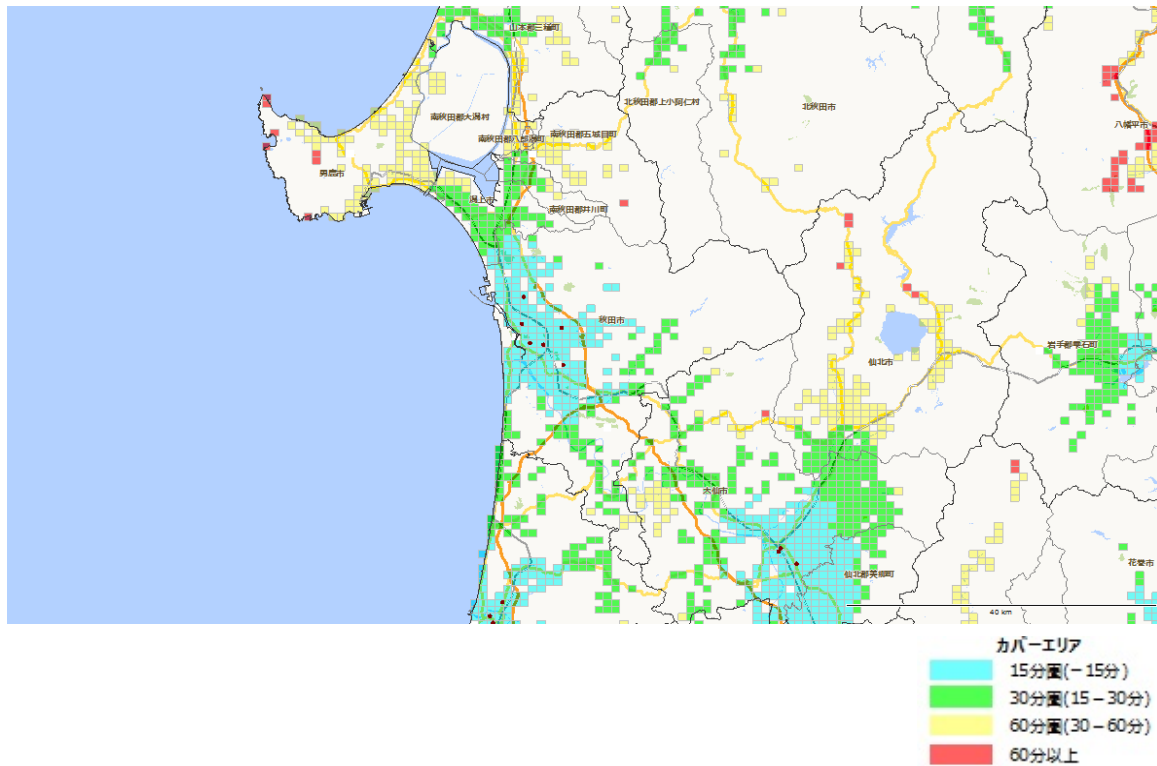 山本郡三種町
北秋田郡上小阿仁村
北秋田市
南秋田郡大潟村
八幡平市
南秋田郡八郎潟町
南秋田郡五城目町
男鹿市
潟上市
南秋田郡井川町
秋田市
岩手郡雫石町
仙北市
大仙市
仙北郡美郷町
花巻市
40 km
カバーエリア
15分圏(－15分)
30分圏(15－30分)
60分圏(30－60分)
60分以上